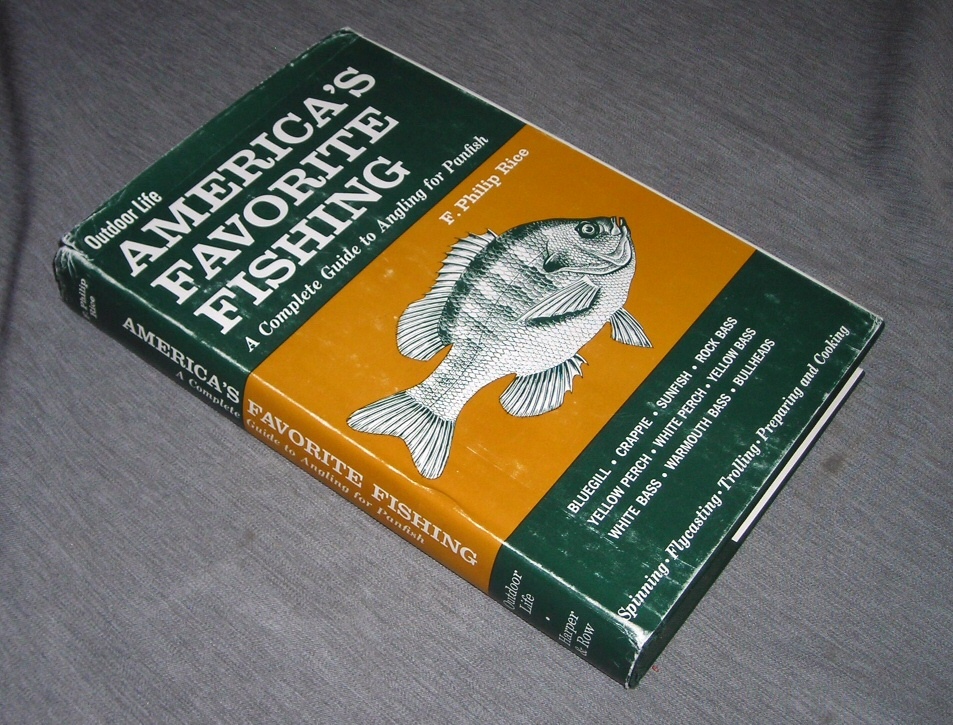 Outdoor Life
AMERICA'S
FAVORITE
FISHING
A Complete Guide to Angling for Panfish
F. Philip Rice
BLUEGILL • CRAPPIE • SUNFISH • ROCK BASS
YELLOW PERCH • WHITE PERCH • YELLOW BASS
WHITE BASS • WARMOUTH BASS • BULLHEADS
Spinning • Flycasting • Trolling • Preparing and Cooking
Philip
Rice
AMERICA'S FAVORITE FISHING
A Complete Guide to Angling for Panfish
Outdoor
Life
•
Harper
& Row